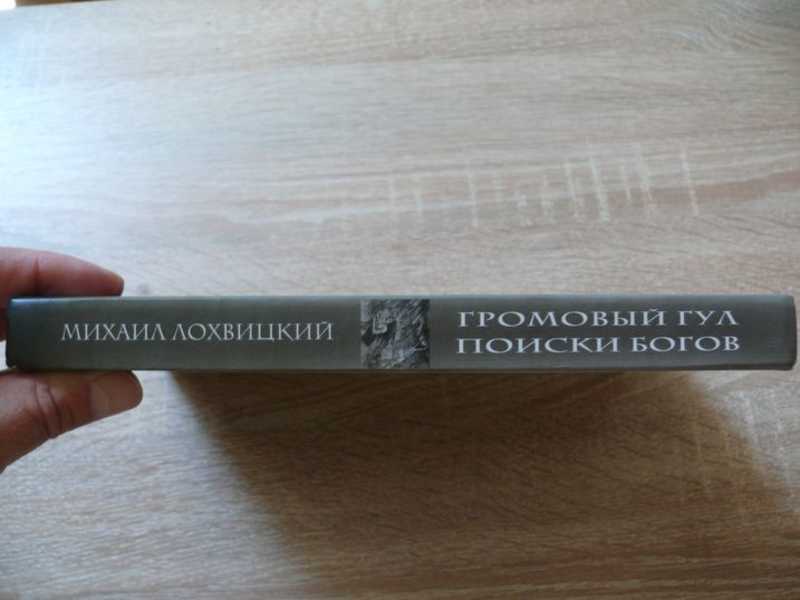 МИХАИЛ ЛОХВИЦКИЙ
ГРОМОВЫЙ ГУЛ
ПОИСКИ БОГОВ